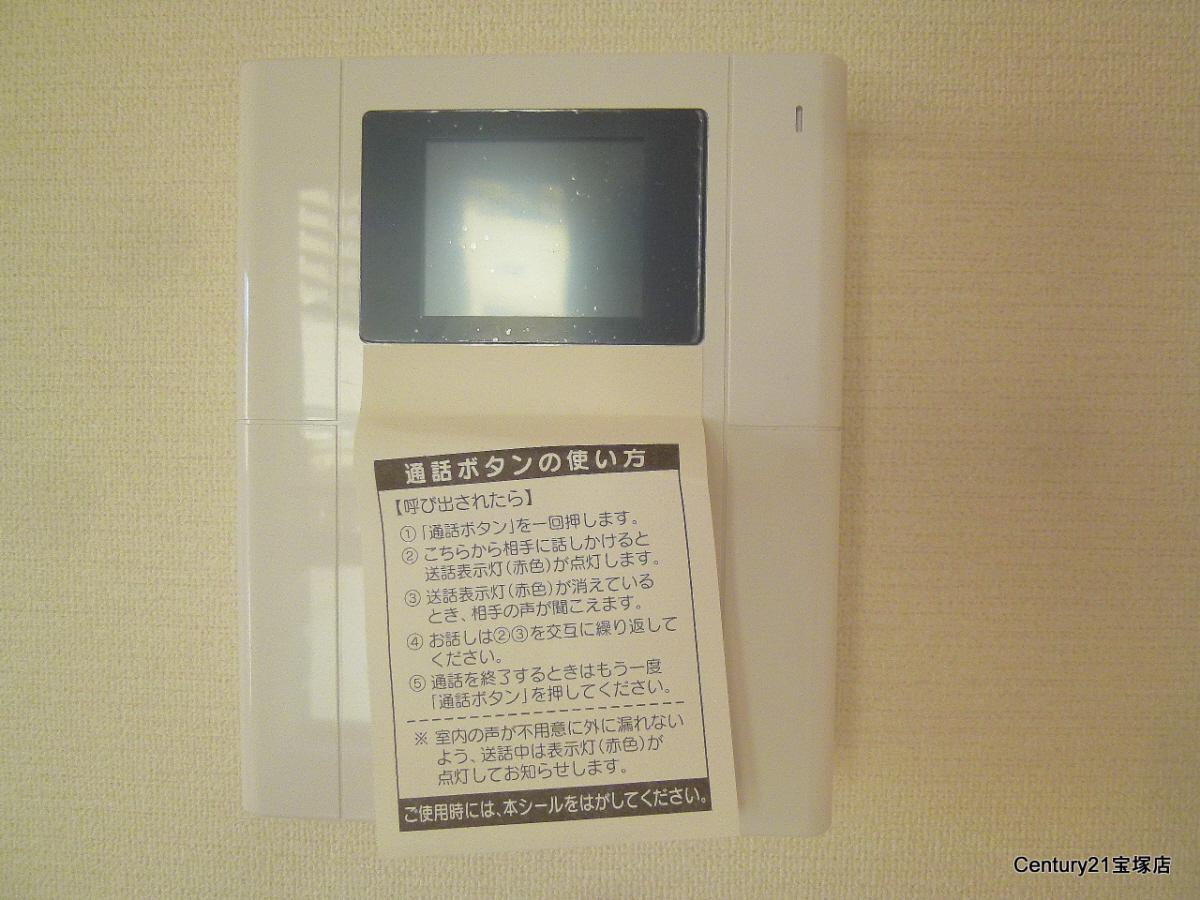 通話ボタンの使い方
【呼び出されたら】
①「通話ボタン」を一回押します。
②こちらから相手に話しかけると
送話表示灯(赤色)が点灯します。
③送話表示灯(赤色)が消えている
とき、相手の声が聞こえます。
④お話しは②③を交互に繰り返して
ください。
⑤通話を終了するときはもう一度
「通話ボタン」を押してください。
※室内の声が不用意に外に漏れない
よう、送話中は表示灯(赤色)が
点灯してお知らせします。
ご使用時には、本シールをはがしてください。
Century21宝塚店